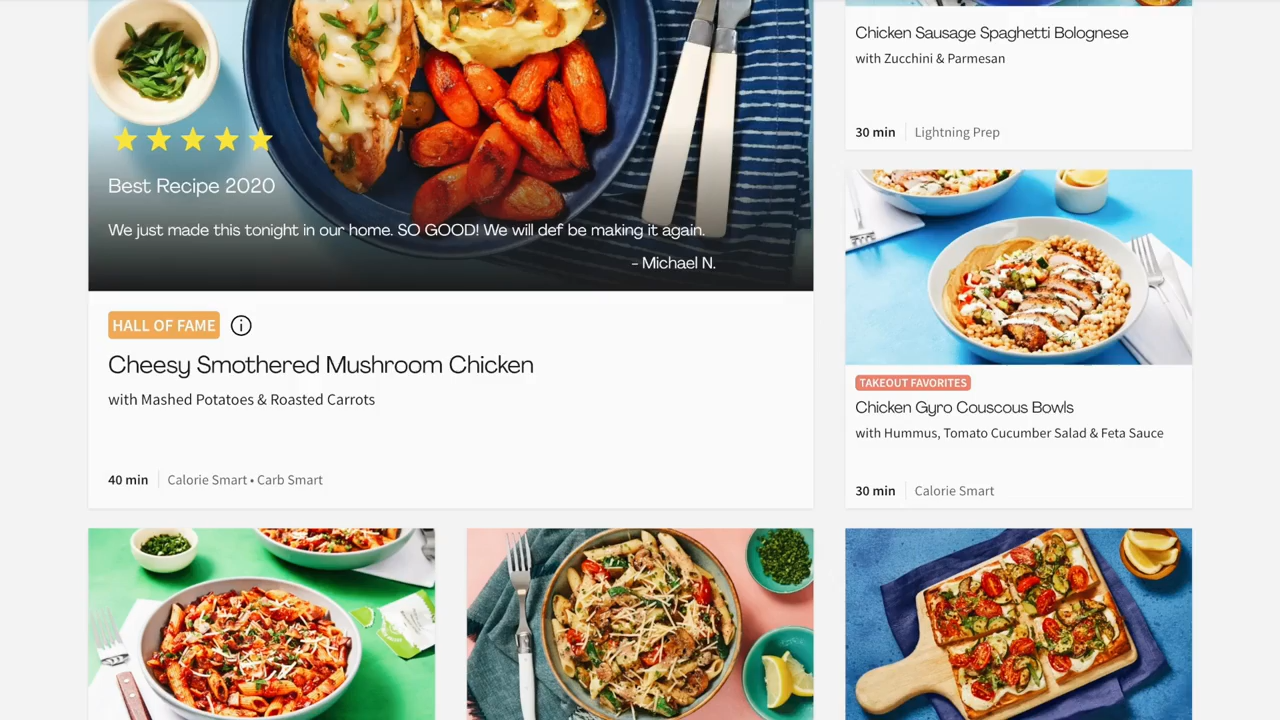 Best Recipe 2020
We just made this tonight in our home. SO GOOD! We will def be making it again.
- Michael N.
HALL OF FAME
Cheesy Smothered Mushroom Chicken
with Mashed Potatoes & Roasted Carrots
40 min
Calorie Smart • Carb Smart
Chicken Sausage Spaghetti Bolognese
with Zucchini & Parmesan
30 min
Lightning Prep
TAKEOUT FAVORITES
Chicken Gyro Couscous Bowls
with Hummus, Tomato Cucumber Salad & Feta Sauce
30 min
Calorie Smart